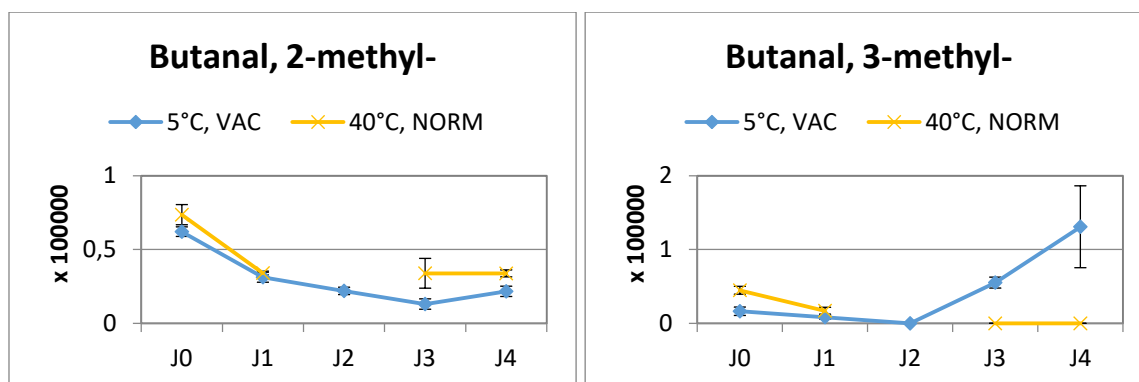 Butanal, 2-methyl-
5°C, VAC 40°C, NORM
x 100000
1
0,5
0
J0 J1 J2 J3 J4
Butanal, 3-methyl-
5°C, VAC 40°C, NORM
x 100000
2
1
0
J0 J1 J2 J3 J4